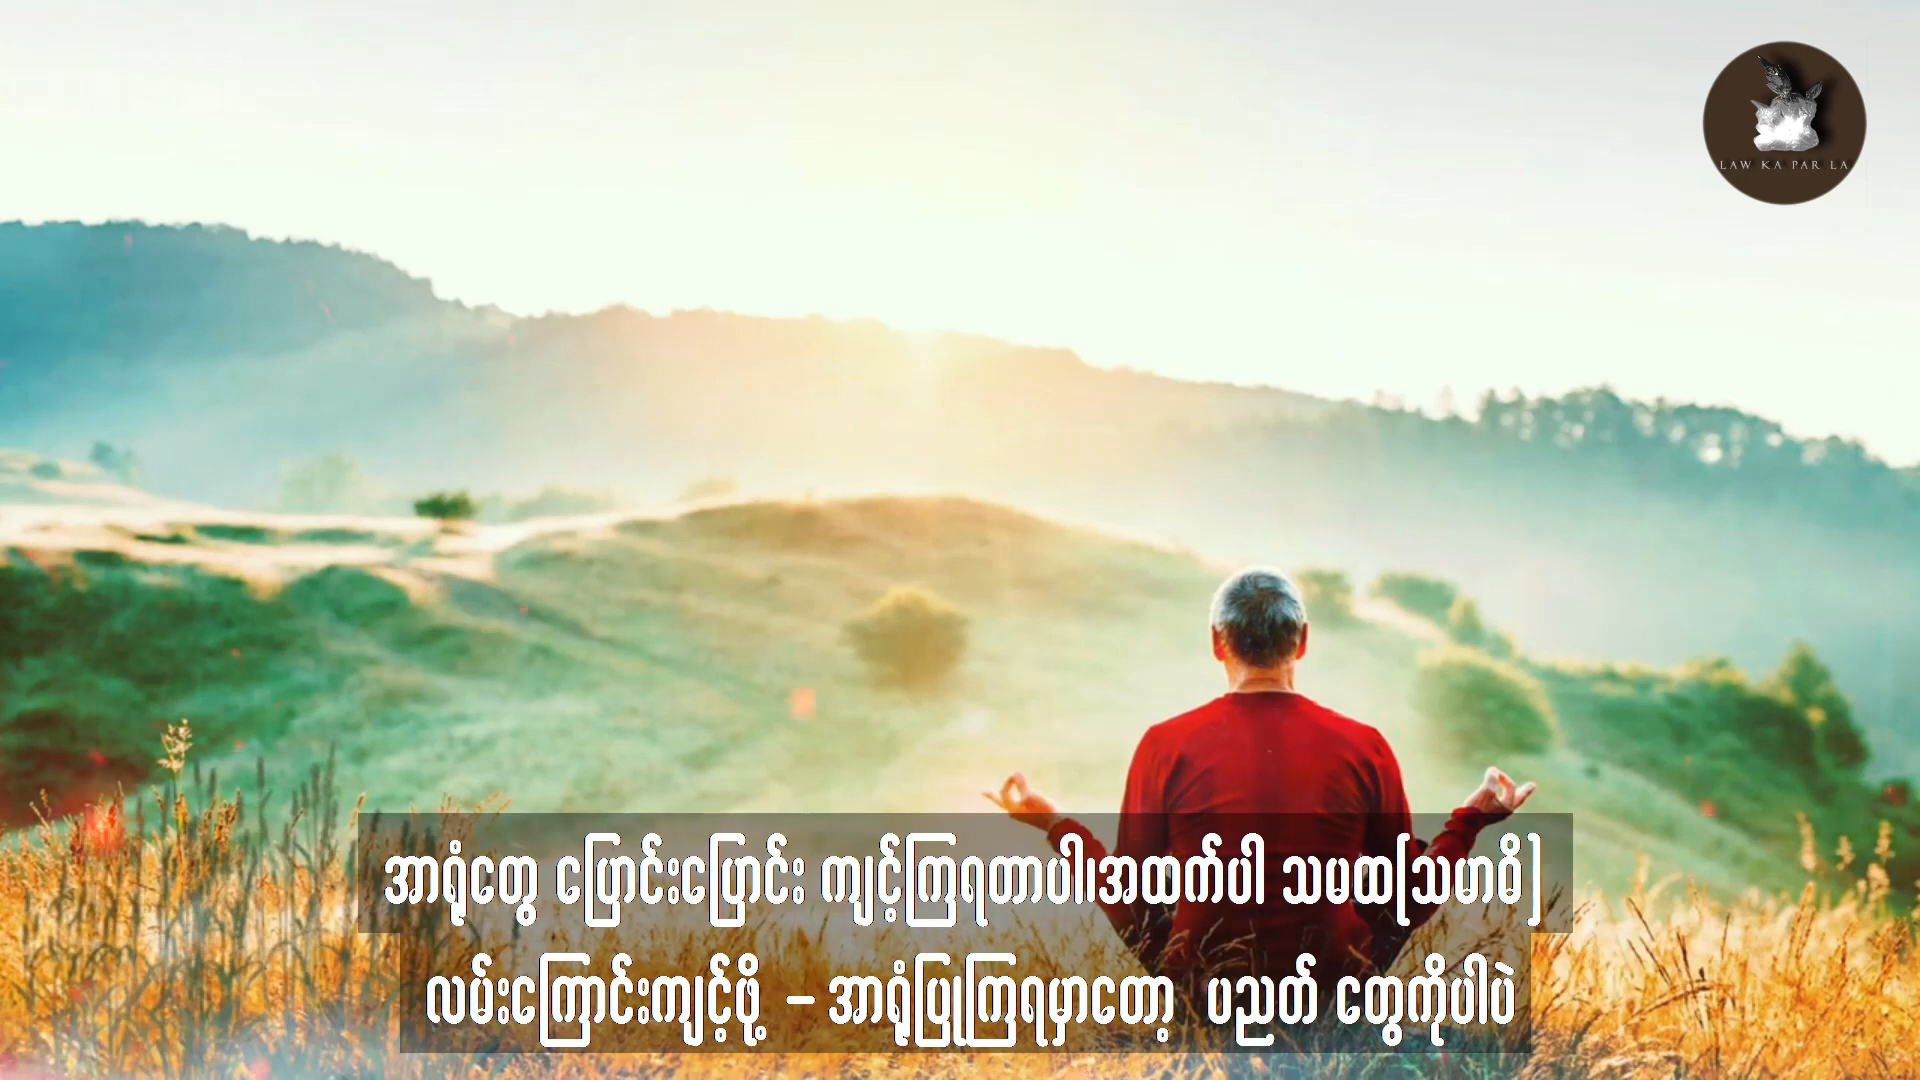 LAW KA PAR LA
အာရုံတွေ ပြောင်းပြောင်း ကျင့်ကြရတာပါ။အထက်ပါ သမထ(သမာဓိ)
လမ်းကြောင်းကျင့်ဖို့ – အာရုံပြုကြရမှာတော့ ပညတ် တွေကိုပါပဲ